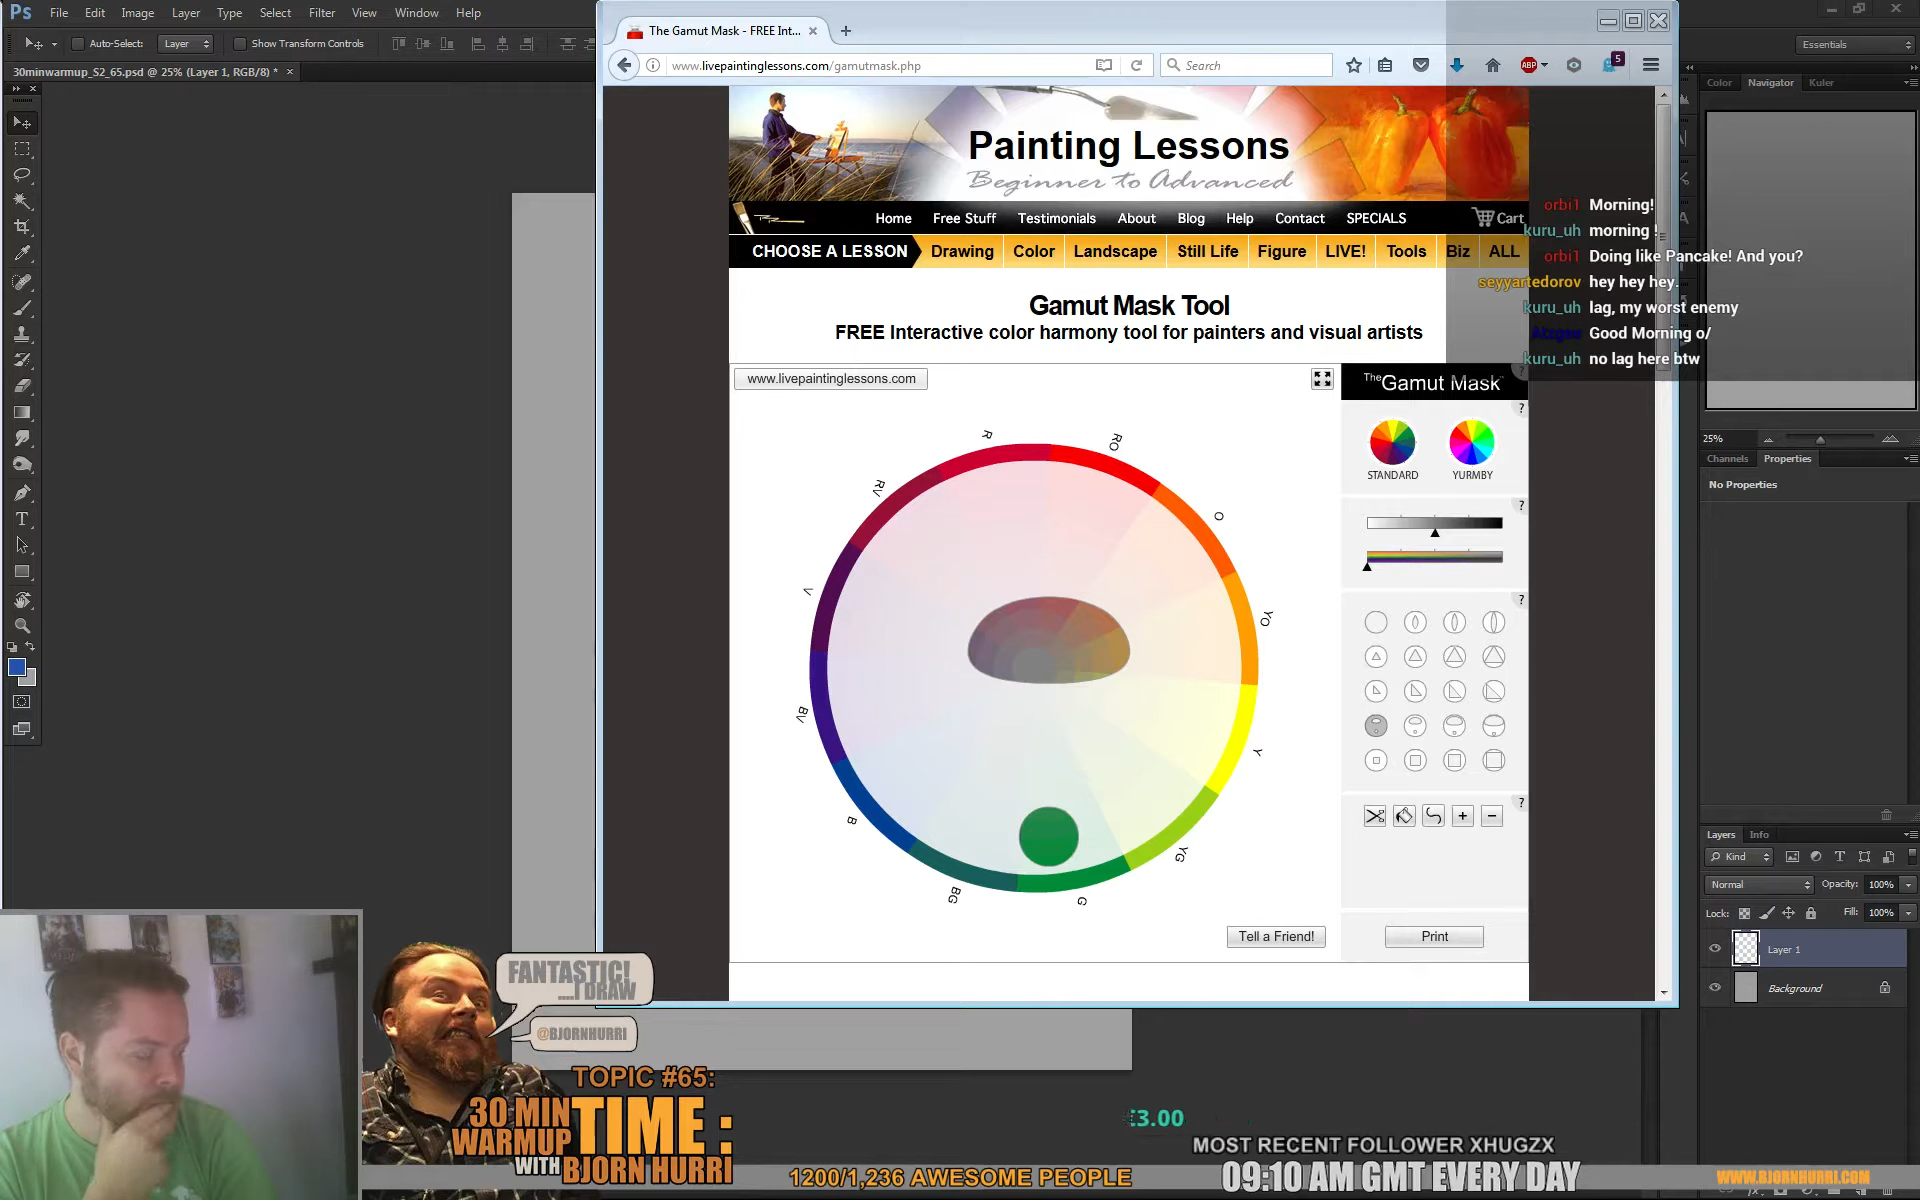 Ps File Edit Image Layer Type Select Filter View Window Help
Auto-Select: Layer Show Transform Controls
30minwarmup_S2_65.psd @ 25% (Layer 1, RGB/8) *
The Gamut Mask - FREE Int...
www.livepaintinglessons.com/gamutmask.php
Search
ABP
5
Essentials
Color Navigator Kuler
Painting Lessons
Beginner to Advanced
Home Free Stuff Testimonials About Blog Help Contact SPECIALS Cart
CHOOSE A LESSON Drawing Color Landscape Still Life Figure LIVE! Tools Biz ALL
orbi1 Morning!
kuru_uh morning !
orbi1 Doing like Pancake! And you?
seyyartedorov hey hey hey.
kuru_uh lag, my worst enemy
Good Morning o/
kuru_uh no lag here btw
Gamut Mask Tool
FREE Interactive color harmony tool for painters and visual artists
www.livepaintinglessons.com
The Gamut Mask
?
?
?
?
?
STANDARD YURMBY
R
RO
O
YO
Y
YG
G
BG
B
BV
V
RV
Tell a Friend!
Print
25%
Channels Properties
No Properties
Layers Info
Kind
Normal Opacity: 100%
Lock: Fill: 100%
Layer 1
Background
FANTASTIC!
....I DRAW
@BJORNHURRI
TOPIC #65:
30 MIN
WARMUP
TIME :
WITH BJORN HURRI
3.00
1200/1,236 AWESOME PEOPLE
MOST RECENT FOLLOWER XHUGZX
09:10 AM GMT EVERY DAY
WWW.BJORNHURRI.COM